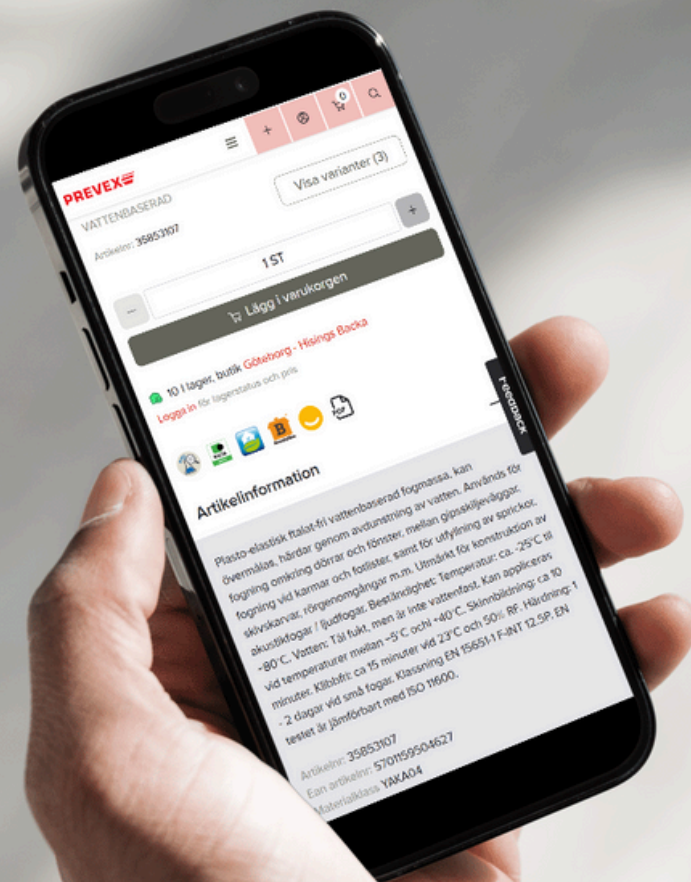 0
PREVEX
VATTENBASERAD
Visa varianter (3)
Artikelnr: 35853107
− 1 ST +
Lägg i varukorgen
10 I lager, butik Göteborg - Hisings Backa
Logga in för lagerstatus och pris
B
PDF
Feedback
Artikelinformation
Plasto-elastisk ftalat-fri vattenbaserad fogmassa, kan
övermålas, härdar genom avdunstning av vatten. Används för
fogning omkring dörrar och fönster, mellan gipsskiljeväggar,
fogning vid karmar och fotlister, samt för utfyllning av sprickor,
skivskarvar, rörgenomgångar m.m. Utmärkt för konstruktion av
akustikfogar / ljudfogar. Beständighet: Temperatur: ca. -25°C til
+80°C. Vatten: Tål fukt, men är inte vattenfast. Kan appliceras
vid temperaturer mellan +5°C ochi +40°C. Skinnbildning: ca 10
minuter. Klibbfri: ca 15 minuter vid 23°C och 50% RF. Härdning: 1
- 2 dagar vid små fogar. Klassning EN 15651-1 F-INT 12.5P. EN
testet är jämförbart med ISO 11600.
Artikelnr: 35853107
Ean artikelnr: 5701159504627
Materialklass YAKA04